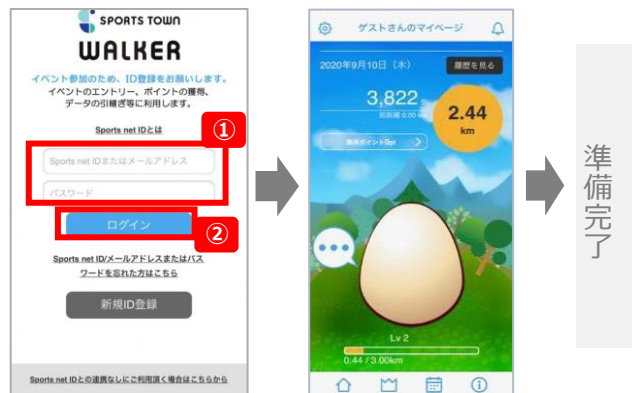 SPORTS TOWN
WALKER
イベント参加のため、ID登録をお願いします。
イベントのエントリー、ポイントの獲得、
データの引継ぎ等に利用します。
Sports net IDとは
①
Sports net IDまたはメールアドレス
パスワード
ログイン
②
Sports net ID/メールアドレスまたはパス
ワードを忘れた方はこちら
新規ID登録
Sports net IDとの連携なしにご利用頂く場合はこちらから
ゲストさんのマイページ
2020年9月10日（木）
履歴を見る
3,822
総距離 6.00
2.44
km
0pt
Lv 2
0.44 / 3.00km
準備完了